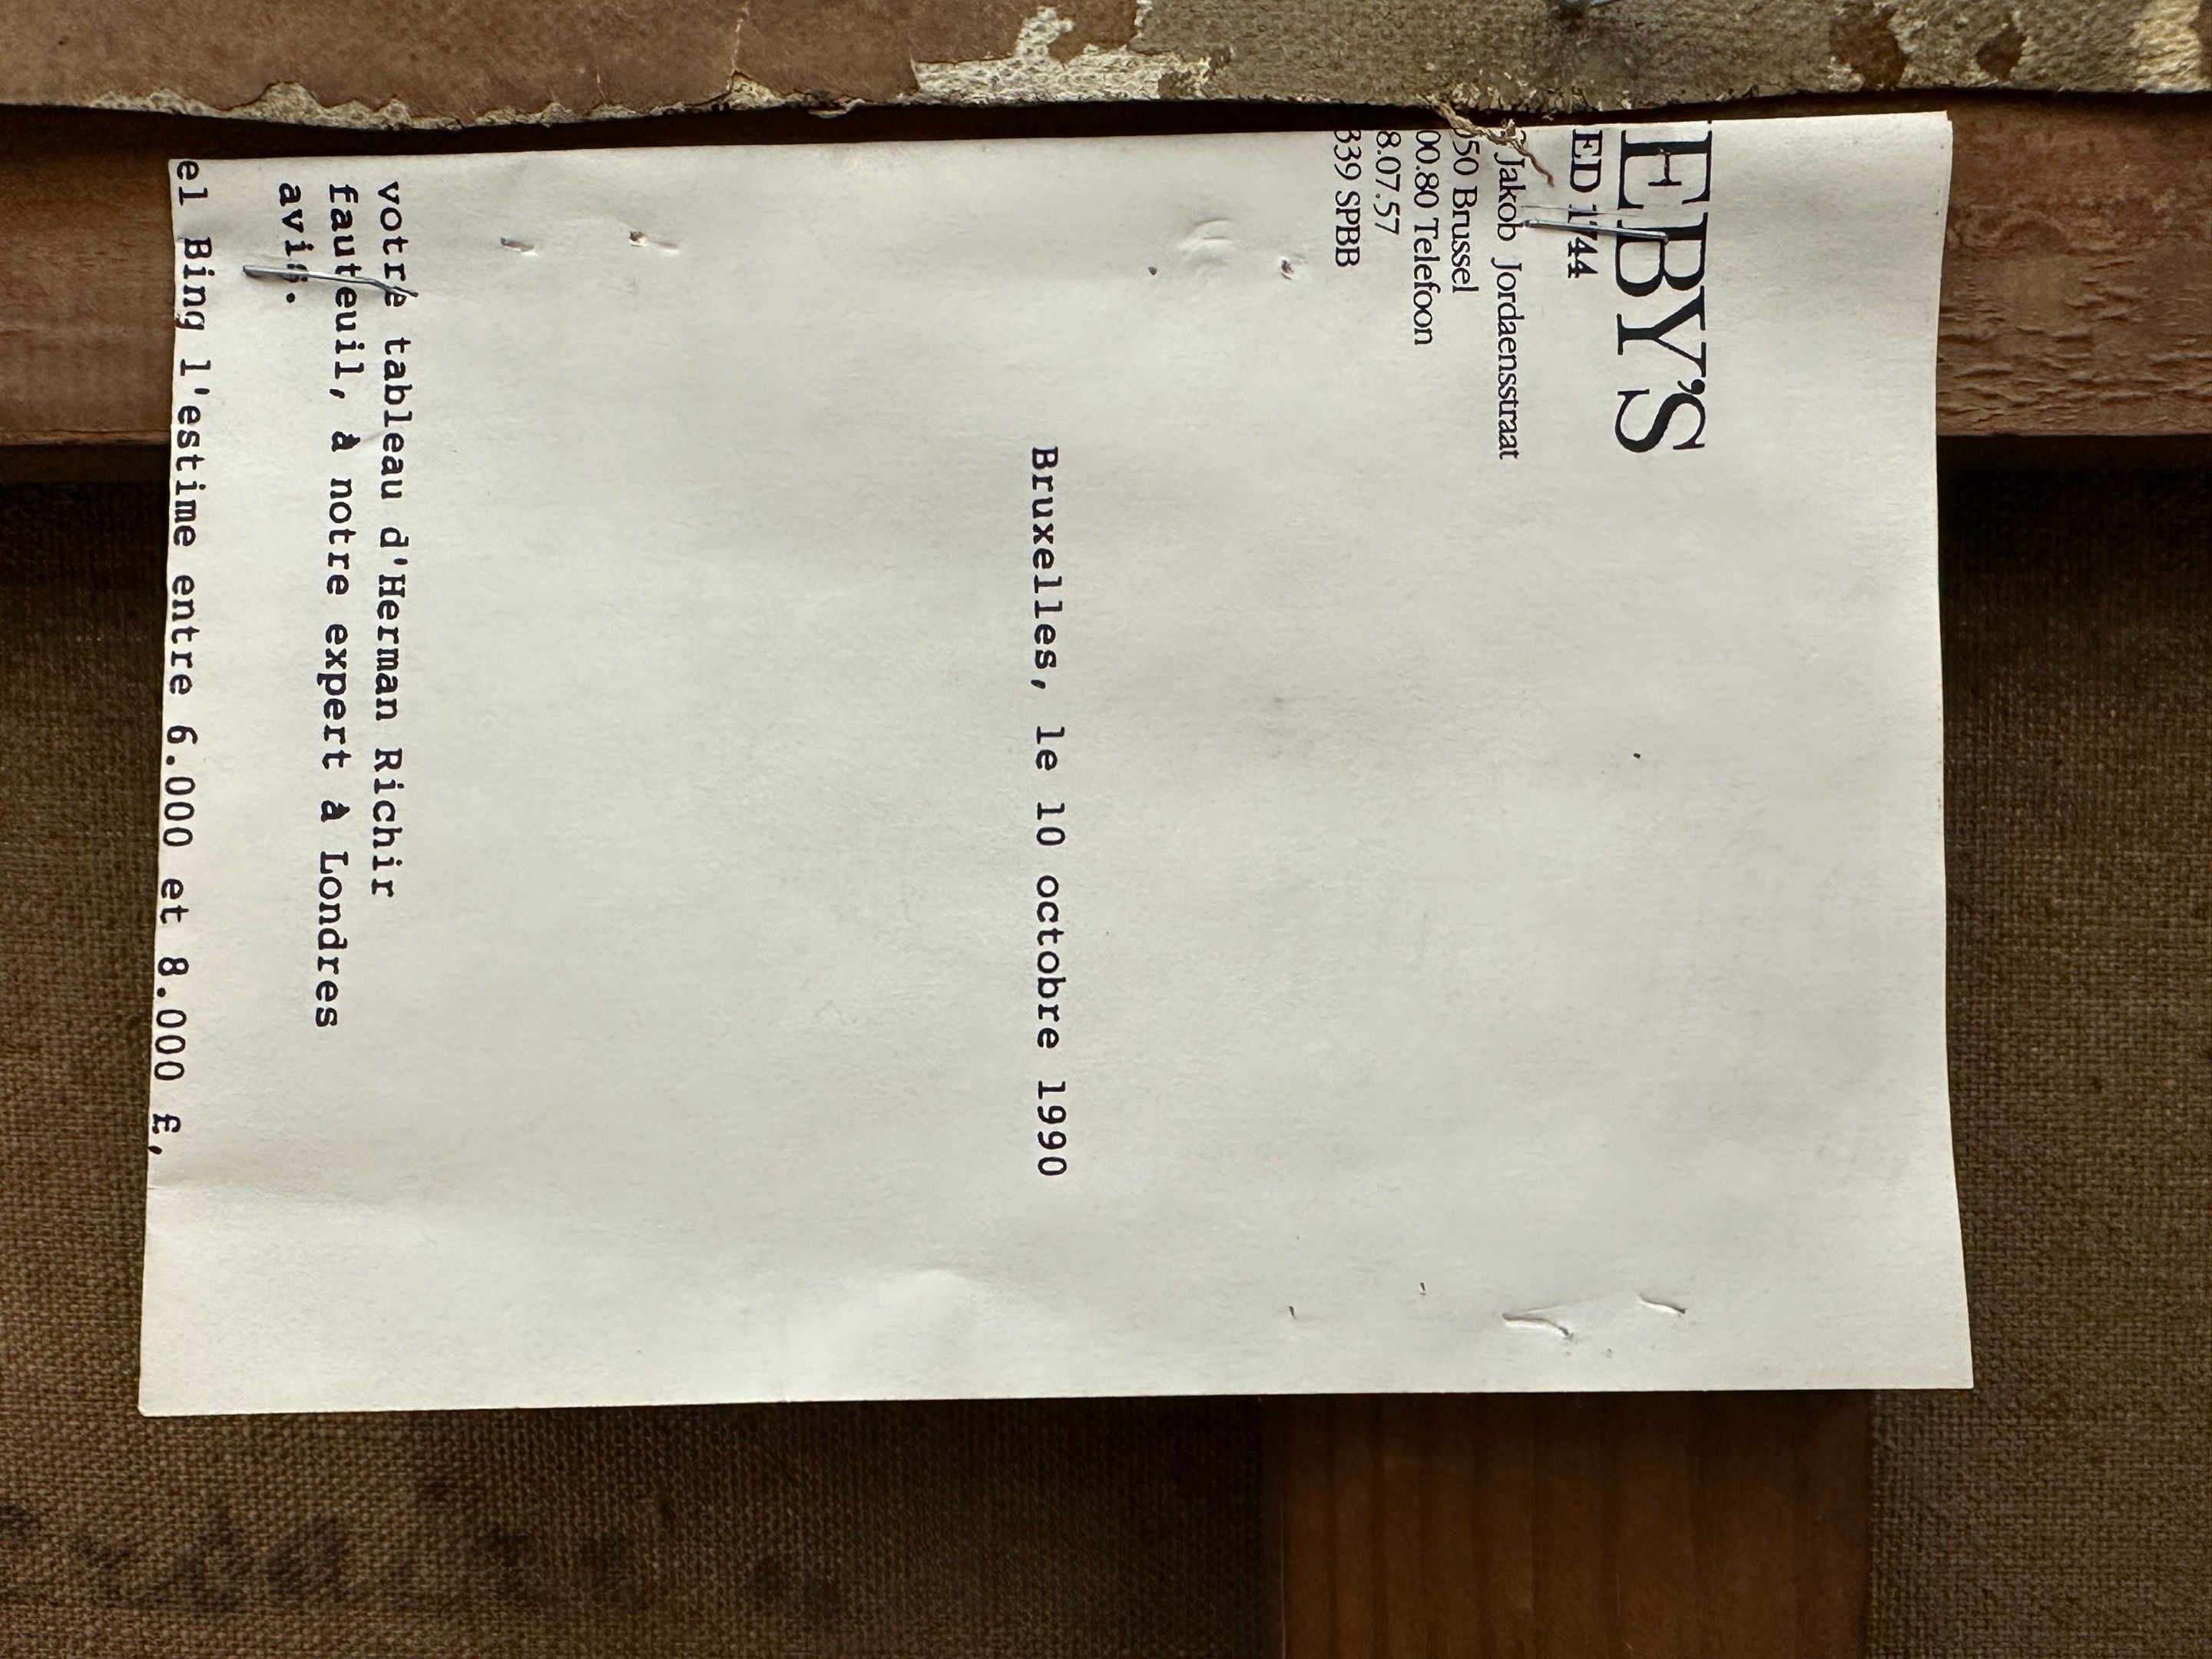 EBY'S
ED 1744
Jakob Jordaensstraat
50 Brussel
00.80 Telefoon
8.07.57
339 SPBB
Bruxelles, le 10 octobre 1990
votre tableau d'Herman Richir
fauteuil, à notre expert à Londres
avis.
el Bing l'estime entre 6.000 et 8.000 £,